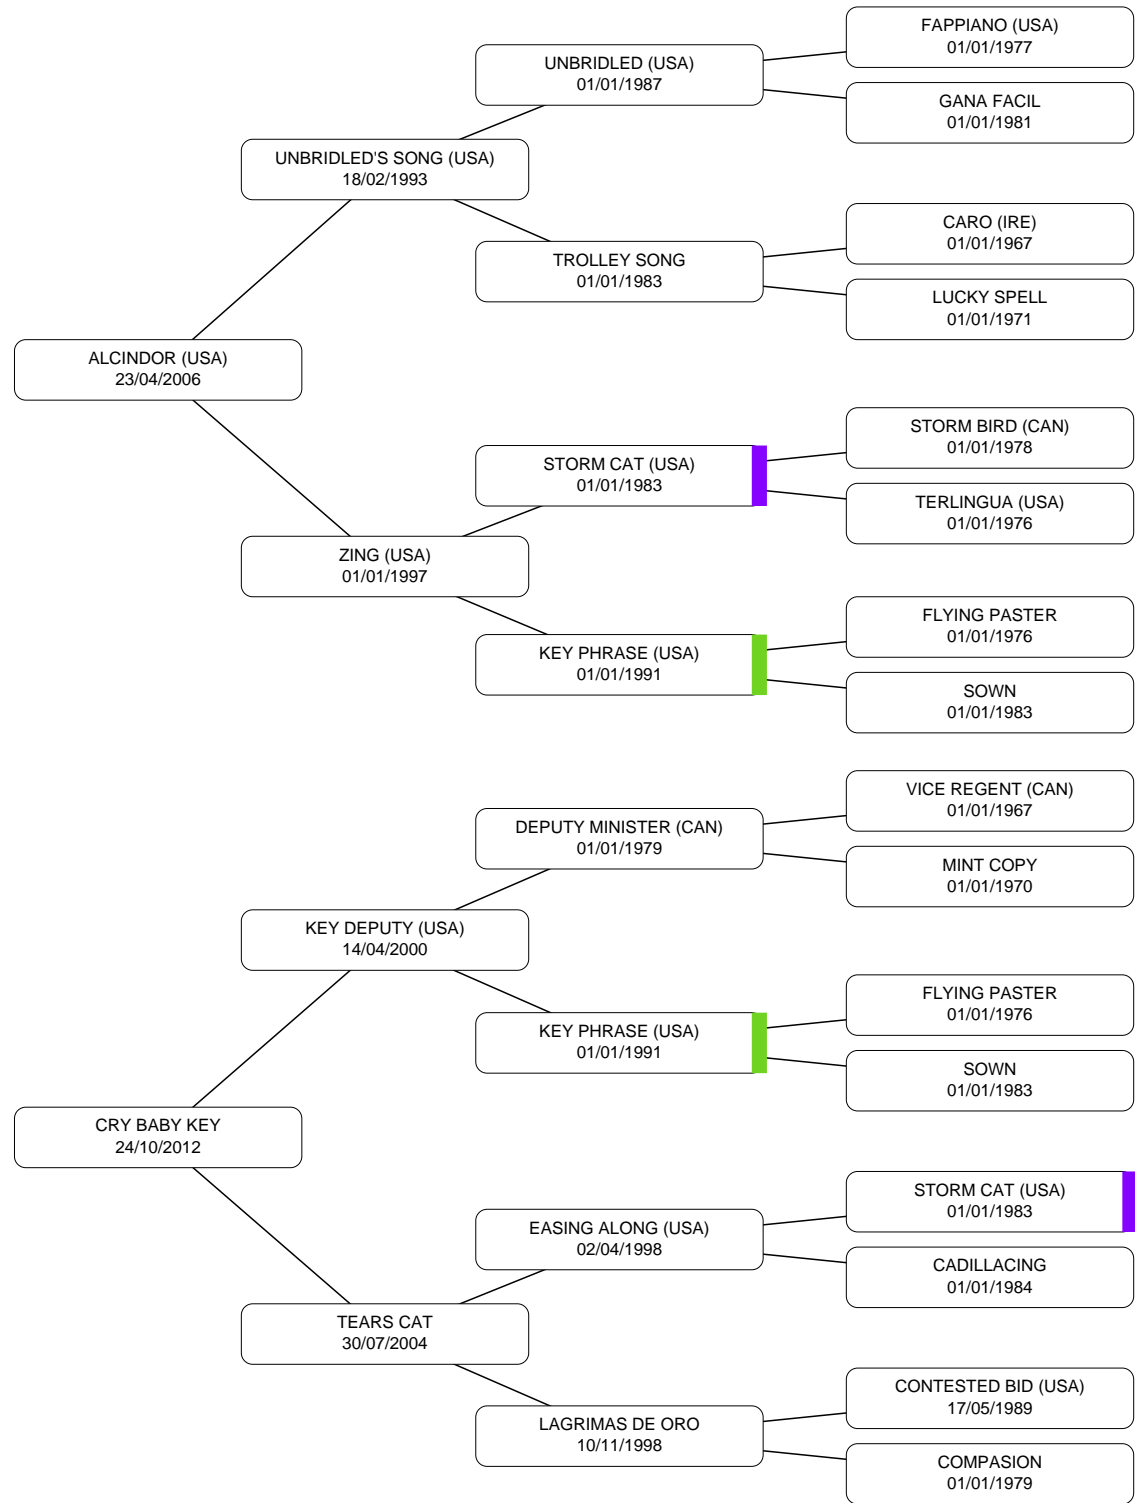 FAPPIANO (USA)
01/01/1977
UNBRIDLED (USA)
01/01/1987
GANA FACIL
01/01/1981
UNBRIDLED'S SONG (USA)
18/02/1993
CARO (IRE)
01/01/1967
TROLLEY SONG
01/01/1983
LUCKY SPELL
01/01/1971
ALCINDOR (USA)
23/04/2006
STORM BIRD (CAN)
01/01/1978
STORM CAT (USA)
01/01/1983
TERLINGUA (USA)
01/01/1976
ZING (USA)
01/01/1997
FLYING PASTER
01/01/1976
KEY PHRASE (USA)
01/01/1991
SOWN
01/01/1983
VICE REGENT (CAN)
01/01/1967
DEPUTY MINISTER (CAN)
01/01/1979
MINT COPY
01/01/1970
KEY DEPUTY (USA)
14/04/2000
FLYING PASTER
01/01/1976
KEY PHRASE (USA)
01/01/1991
SOWN
01/01/1983
CRY BABY KEY
24/10/2012
STORM CAT (USA)
01/01/1983
EASING ALONG (USA)
02/04/1998
CADILLACING
01/01/1984
TEARS CAT
30/07/2004
CONTESTED BID (USA)
17/05/1989
LAGRIMAS DE ORO
10/11/1998
COMPASION
01/01/1979